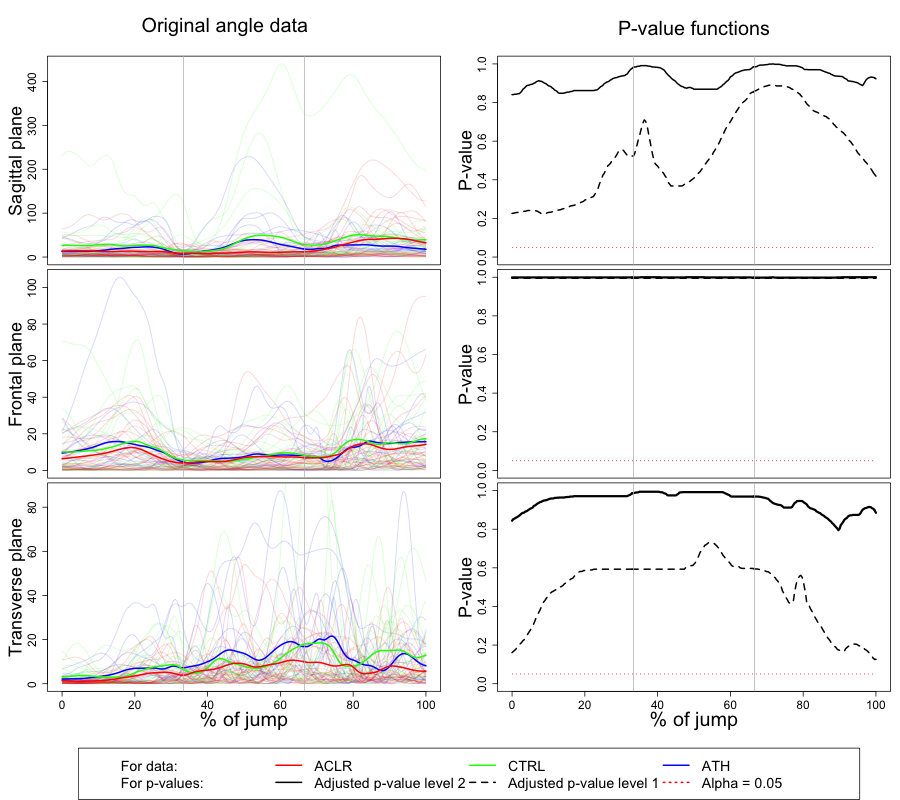 Original angle data
P-value functions
Sagittal plane
0 100 200 300 400
P-value
0.0 0.2 0.4 0.6 0.8 1.0
Frontal plane
0 20 40 60 80 100
P-value
0.0 0.2 0.4 0.6 0.8 1.0
Transverse plane
0 20 40 60 80
P-value
0.0 0.2 0.4 0.6 0.8 1.0
0 20 40 60 80 100
0 20 40 60 80 100
% of jump
% of jump
For data: ACLR CTRL ATH
For p-values: Adjusted p-value level 2 Adjusted p-value level 1 Alpha = 0.05